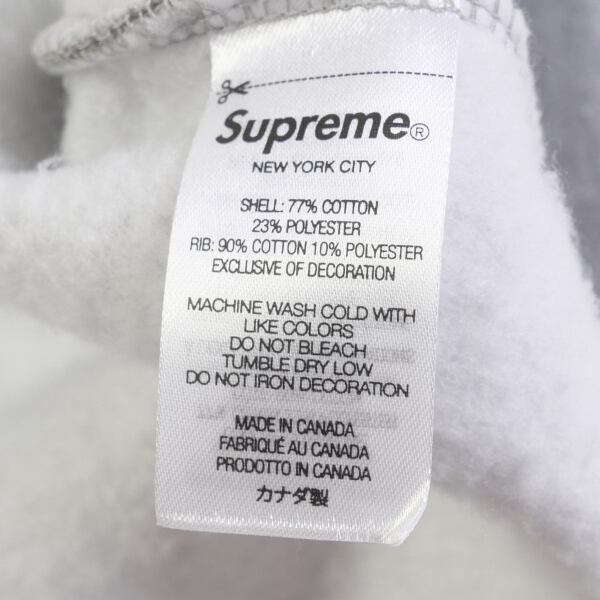 Supreme®
NEW YORK CITY
SHELL: 77% COTTON
23% POLYESTER
RIB: 90% COTTON 10% POLYESTER
EXCLUSIVE OF DECORATION
MACHINE WASH COLD WITH
LIKE COLORS
DO NOT BLEACH
TUMBLE DRY LOW
DO NOT IRON DECORATION
MADE IN CANADA
FABRIQUÉ AU CANADA
PRODOTTO IN CANADA
カナダ製